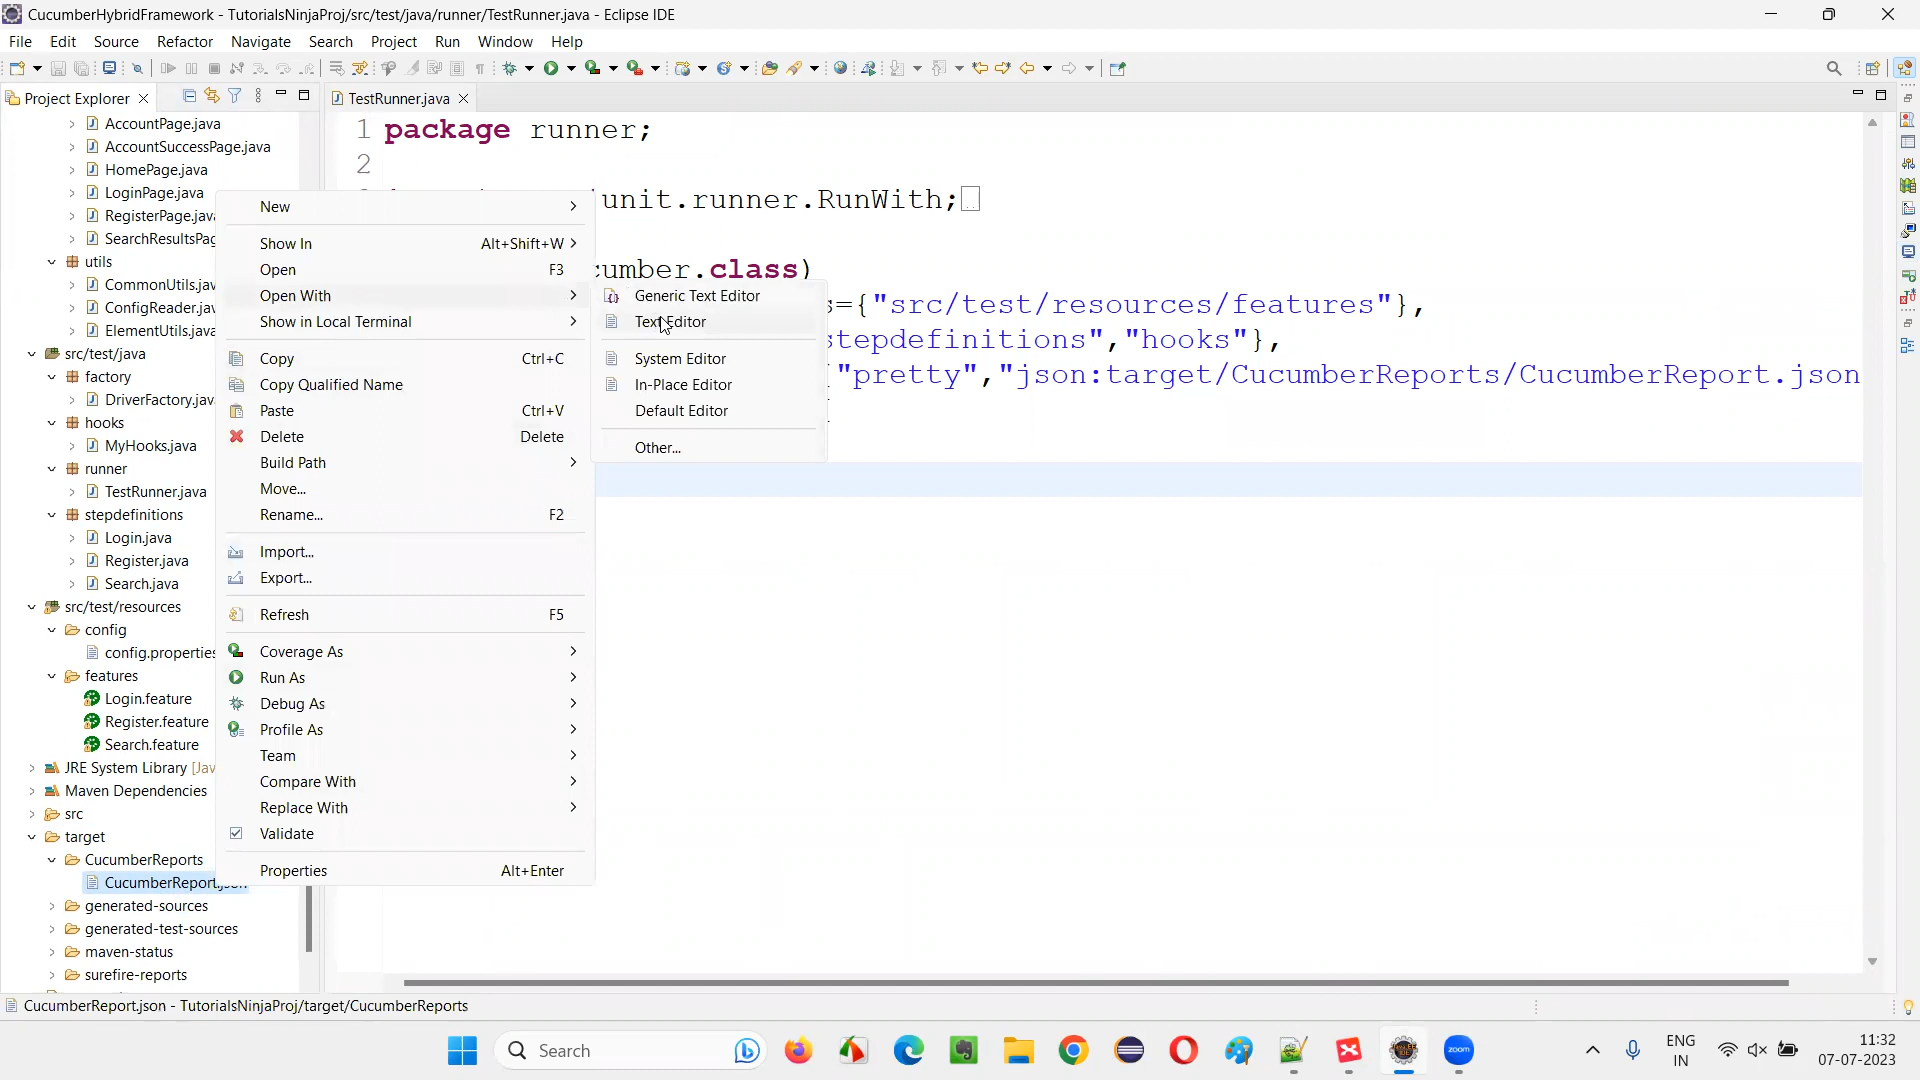 CucumberHybridFramework - TutorialsNinjaProj/src/test/java/runner/TestRunner.java - Eclipse IDE
File Edit Source Refactor Navigate Search Project Run Window Help
Project Explorer
TestRunner.java
AccountPage.java
AccountSuccessPage.java
HomePage.java
LoginPage.java
RegisterPage.java
SearchResultsPag
utils
CommonUtils.jav
ConfigReader.jav
ElementUtils.java
src/test/java
factory
DriverFactory.jav
hooks
MyHooks.java
runner
TestRunner.java
stepdefinitions
Login.java
Register.java
Search.java
src/test/resources
config
config.properties
features
Login.feature
Register.feature
Search.feature
JRE System Library [Jav
Maven Dependencies
src
target
CucumberReports
CucumberReport.json
generated-sources
generated-test-sources
maven-status
surefire-reports
New
Show In Alt+Shift+W
Open F3
Open With
Show in Local Terminal
Copy Ctrl+C
Copy Qualified Name
Paste Ctrl+V
Delete Delete
Build Path
Move...
Rename... F2
Import...
Export...
Refresh F5
Coverage As
Run As
Debug As
Profile As
Team
Compare With
Replace With
Validate
Properties Alt+Enter
Generic Text Editor
Text Editor
System Editor
In-Place Editor
Default Editor
Other...
1 package runner;
2
unit.runner.RunWith;
cumber.class)
s={"src/test/resources/features"},
stepdefinitions","hooks"},
"pretty","json:target/CucumberReports/CucumberReport.json
CucumberReport.json - TutorialsNinjaProj/target/CucumberReports
Search
zoom
ENG
IN
11:32
07-07-2023